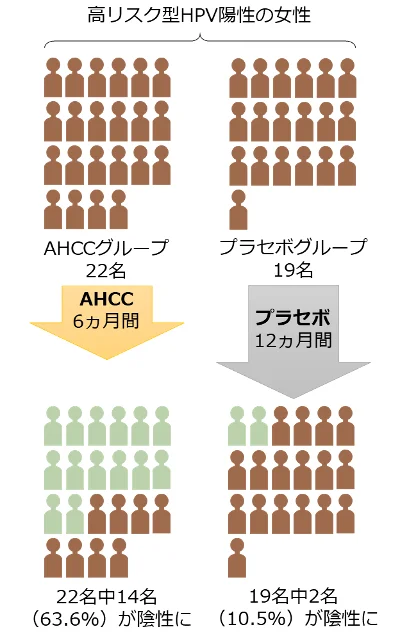 高リスク型HPV陽性の女性
AHCCグループ
22名
プラセボグループ
19名
AHCC
6ヵ月間
プラセボ
12ヵ月間
22名中14名
（63.6%）が陰性に
19名中2名
（10.5%）が陰性に